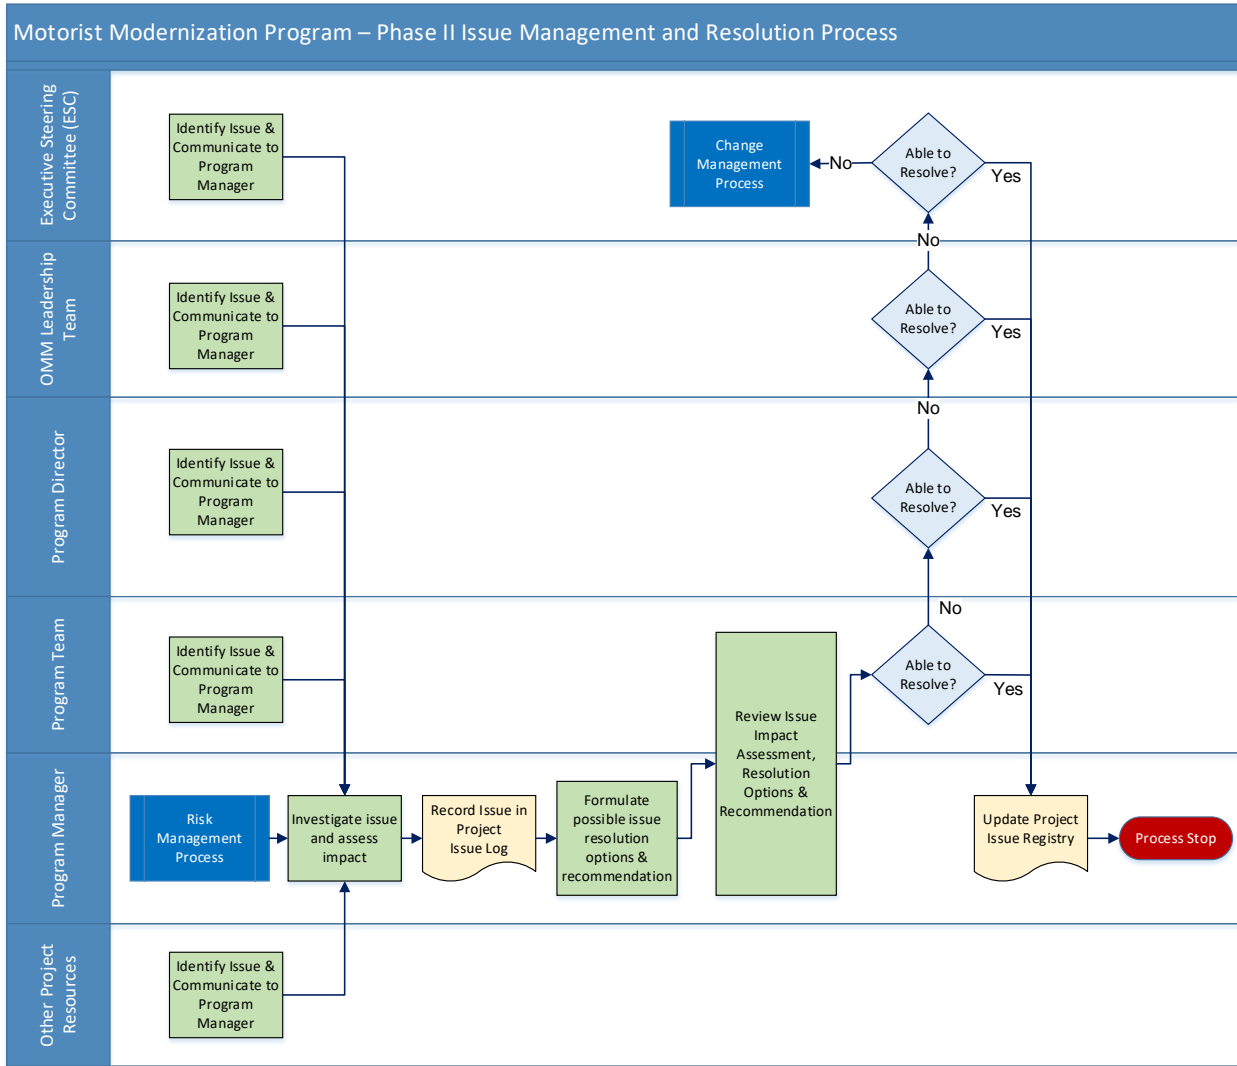 Motorist Modernization Program – Phase II Issue Management and Resolution Process
Executive Steering
Committee (ESC)
Identify Issue &
Communicate to
Program
Manager
Change
Management
Process
No
Able to
Resolve?
Yes
No
OMM Leadership
Team
Identify Issue &
Communicate to
Program
Manager
Able to
Resolve?
Yes
No
Program Director
Identify Issue &
Communicate to
Program
Manager
Able to
Resolve?
Yes
No
Program Team
Identify Issue &
Communicate to
Program
Manager
Able to
Resolve?
Yes
Review Issue
Impact
Assessment,
Resolution
Options &
Recommendation
Program Manager
Risk
Management
Process
Investigate issue
and assess
impact
Record Issue in
Project
Issue Log
Formulate
possible issue
resolution
options &
recommendation
Update Project
Issue Registry
Process Stop
Other Project
Resources
Identify Issue &
Communicate to
Program
Manager